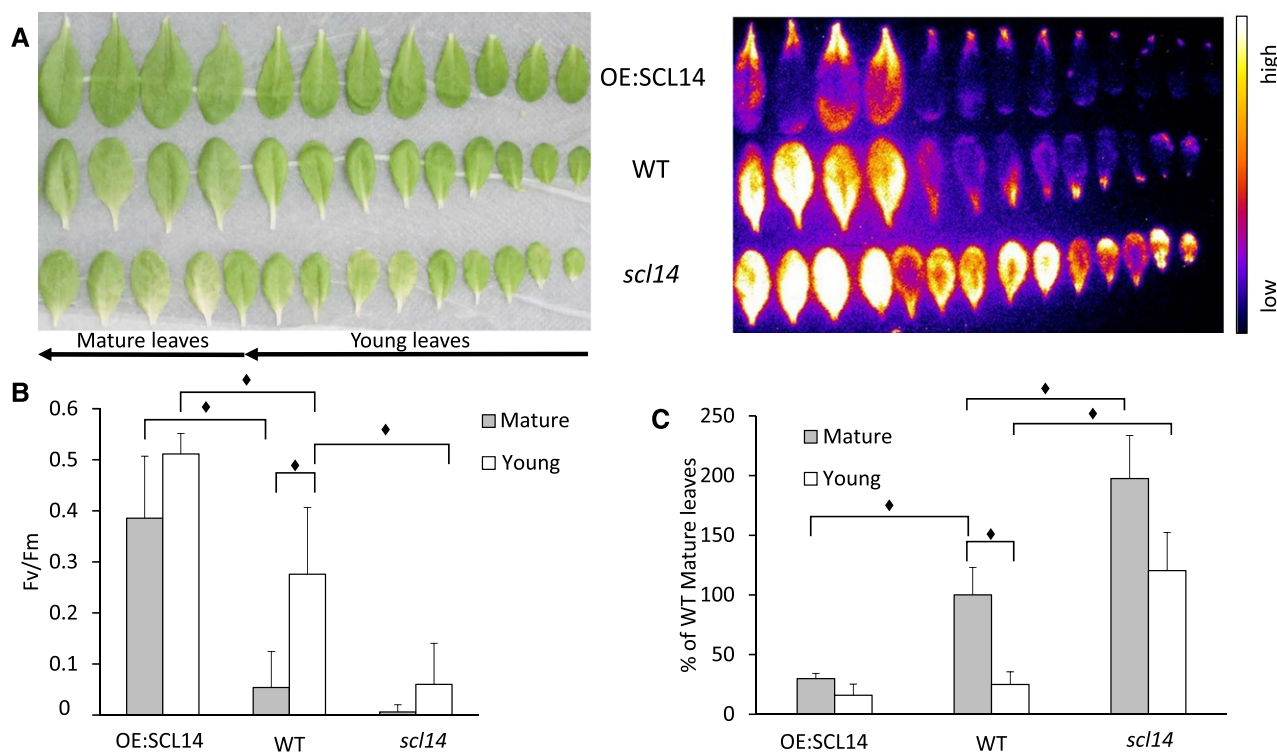 A
OE:SCL14
WT
scl14
high
low
Mature leaves
Young leaves
B
Fv/Fm
0.6
0.5
0.4
0.3
0.2
0.1
0
Mature
Young
OE:SCL14
WT
scl14
C
% of WT Mature leaves
250
200
150
100
50
0
Mature
Young
OE:SCL14
WT
scl14